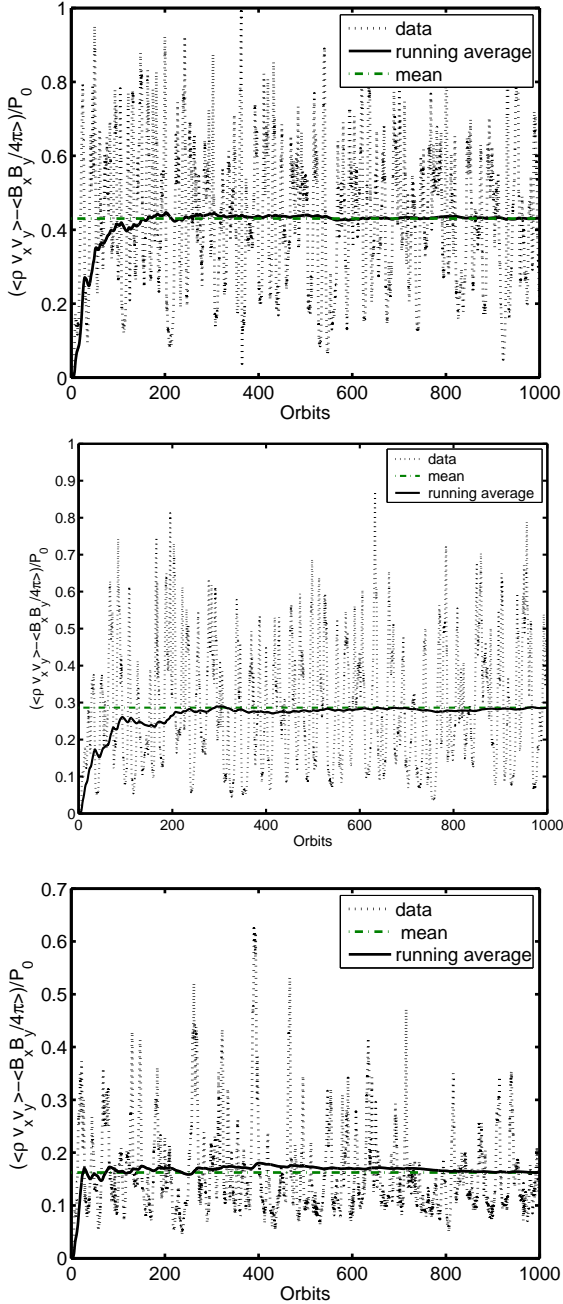 1
0.8
0.6
0.4
0.2
0
(<ρ v_x v_y>−<B_x B_y/4π>)/P_0
data
running average
mean
0 200 400 600 800 1000
Orbits
1
0.9
0.8
0.7
0.6
0.5
0.4
0.3
0.2
0.1
0
(<ρ v_x v_y>−<B_x B_y/4π>)/P_0
data
mean
running average
0 200 400 600 800 1000
Orbits
0.7
0.6
0.5
0.4
0.3
0.2
0.1
0
(<ρ v_x v_y>−<B_x B_y/4π>)/P_0
data
mean
running average
0 200 400 600 800 1000
Orbits